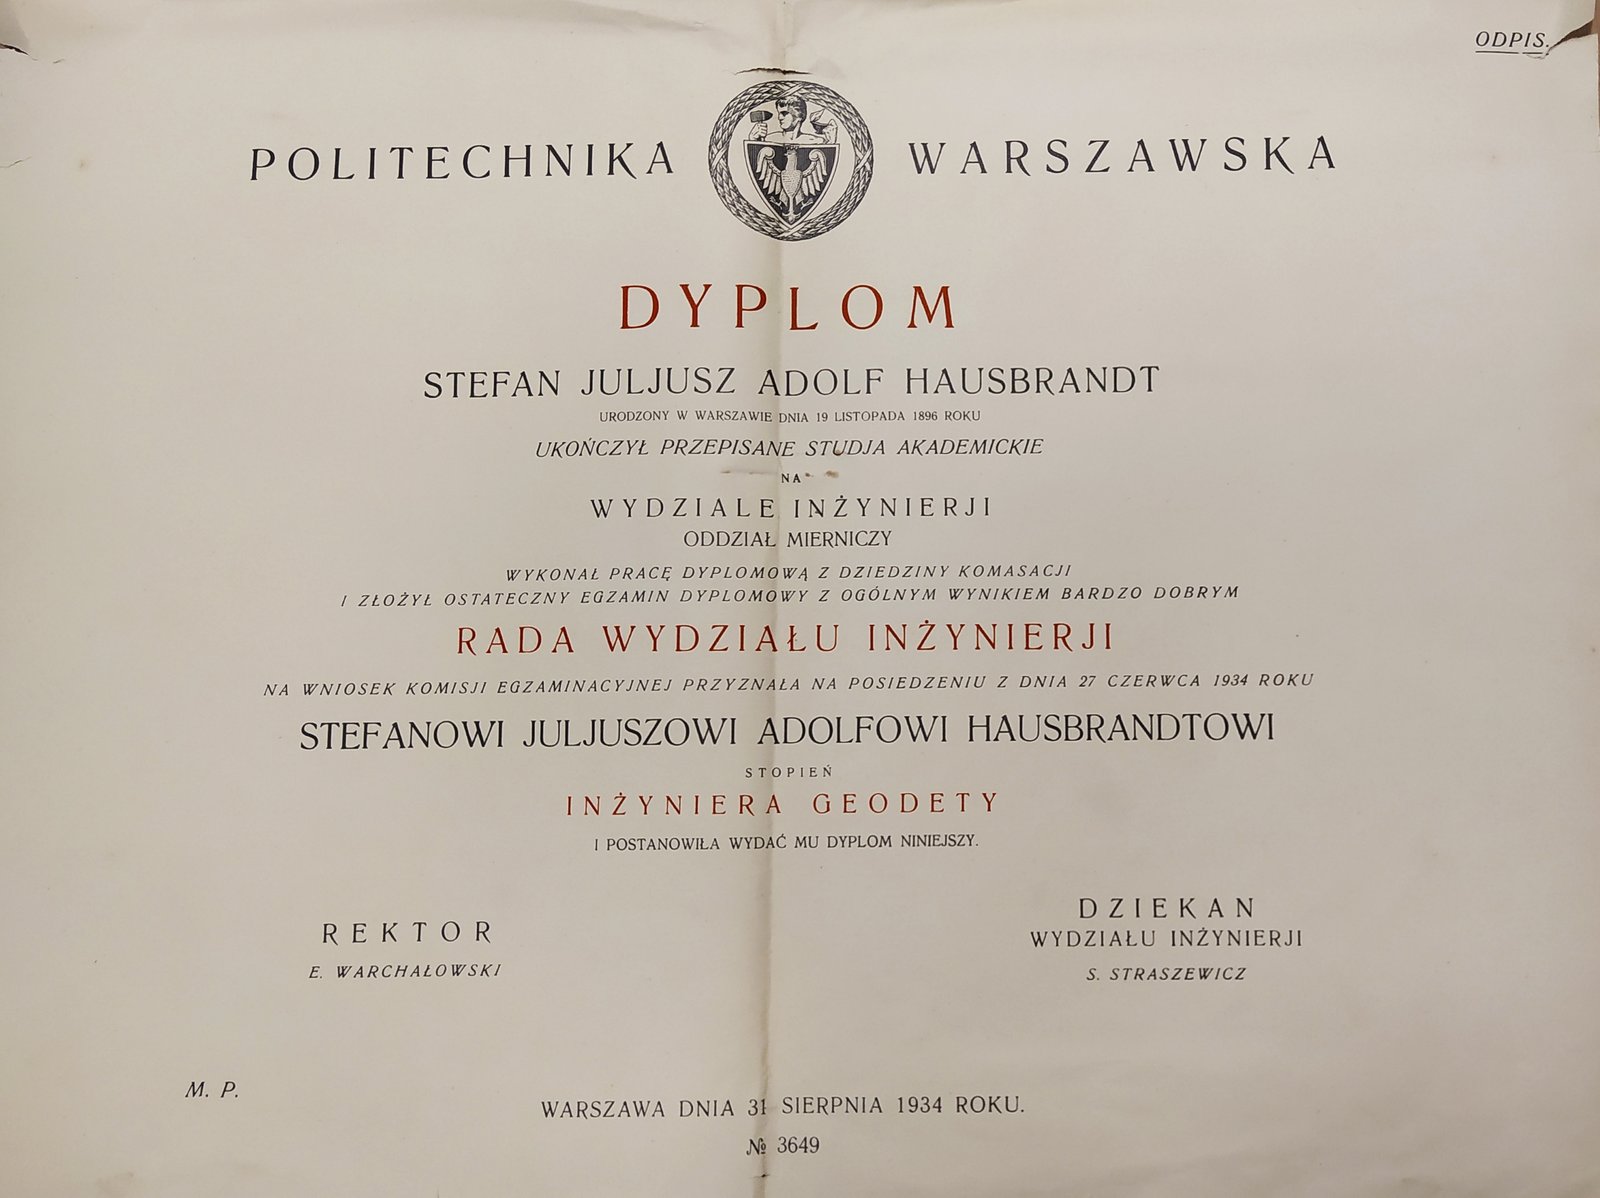 ODPIS.
POLITECHNIKA WARSZAWSKA
DYPLOM
STEFAN JULJUSZ ADOLF HAUSBRANDT
URODZONY W WARSZAWIE DNIA 19 LISTOPADA 1896 ROKU
UKOŃCZYŁ PRZEPISANE STUDJA AKADEMICKIE
NA
WYDZIALE INŻYNIERJI
ODDZIAŁ MIERNICZY
WYKONAŁ PRACĘ DYPLOMOWĄ Z DZIEDZINY KOMASACJI
I ZŁOŻYŁ OSTATECZNY EGZAMIN DYPLOMOWY Z OGÓLNYM WYNIKIEM BARDZO DOBRYM
RADA WYDZIAŁU INŻYNIERJI
NA WNIOSEK KOMISJI EGZAMINACYJNEJ PRZYZNAŁA NA POSIEDZENIU Z DNIA 27 CZERWCA 1934 ROKU
STEFANOWI JULJUSZOWI ADOLFOWI HAUSBRANDTOWI
STOPIEŃ
INŻYNIERA GEODETY
I POSTANOWIŁA WYDAĆ MU DYPLOM NINIEJSZY.
REKTOR
E. WARCHAŁOWSKI
DZIEKAN
WYDZIAŁU INŻYNIERJI
S. STRASZEWICZ
M. P.
WARSZAWA DNIA 31 SIERPNIA 1934 ROKU.
№ 3649